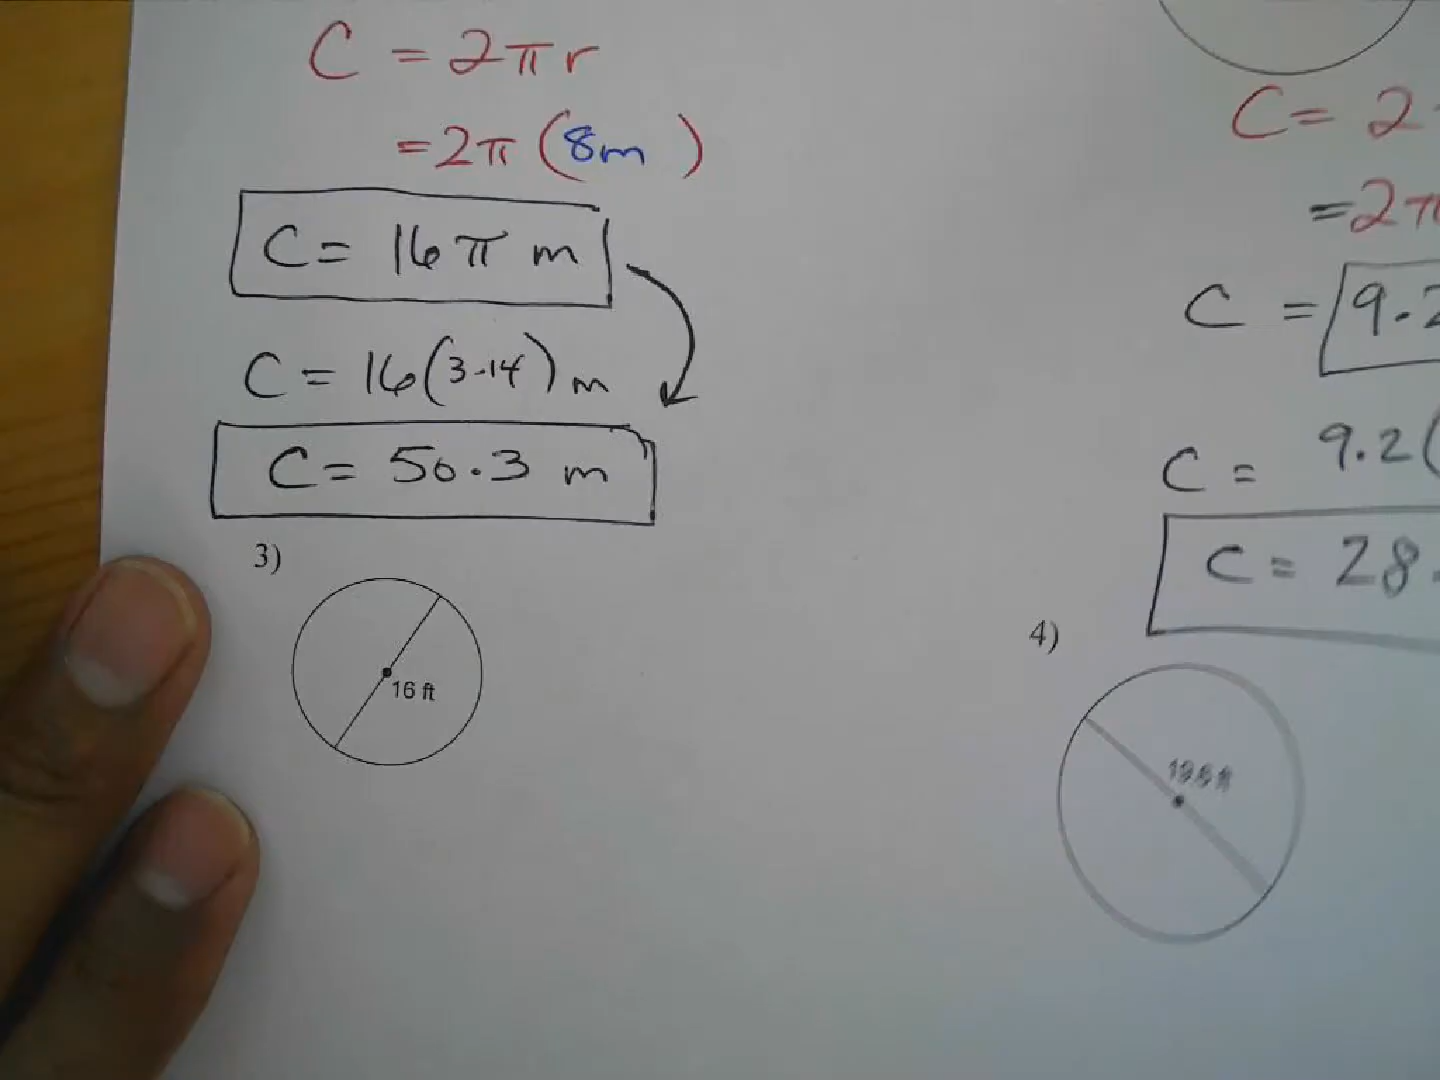 C = 2πr
= 2π (8m )
C = 16π m
C = 16(3.14) m
C = 50.3 m
3)
16 ft
C = 2
= 2π
C = 9.2
C = 9.2(
C = 28.
4)